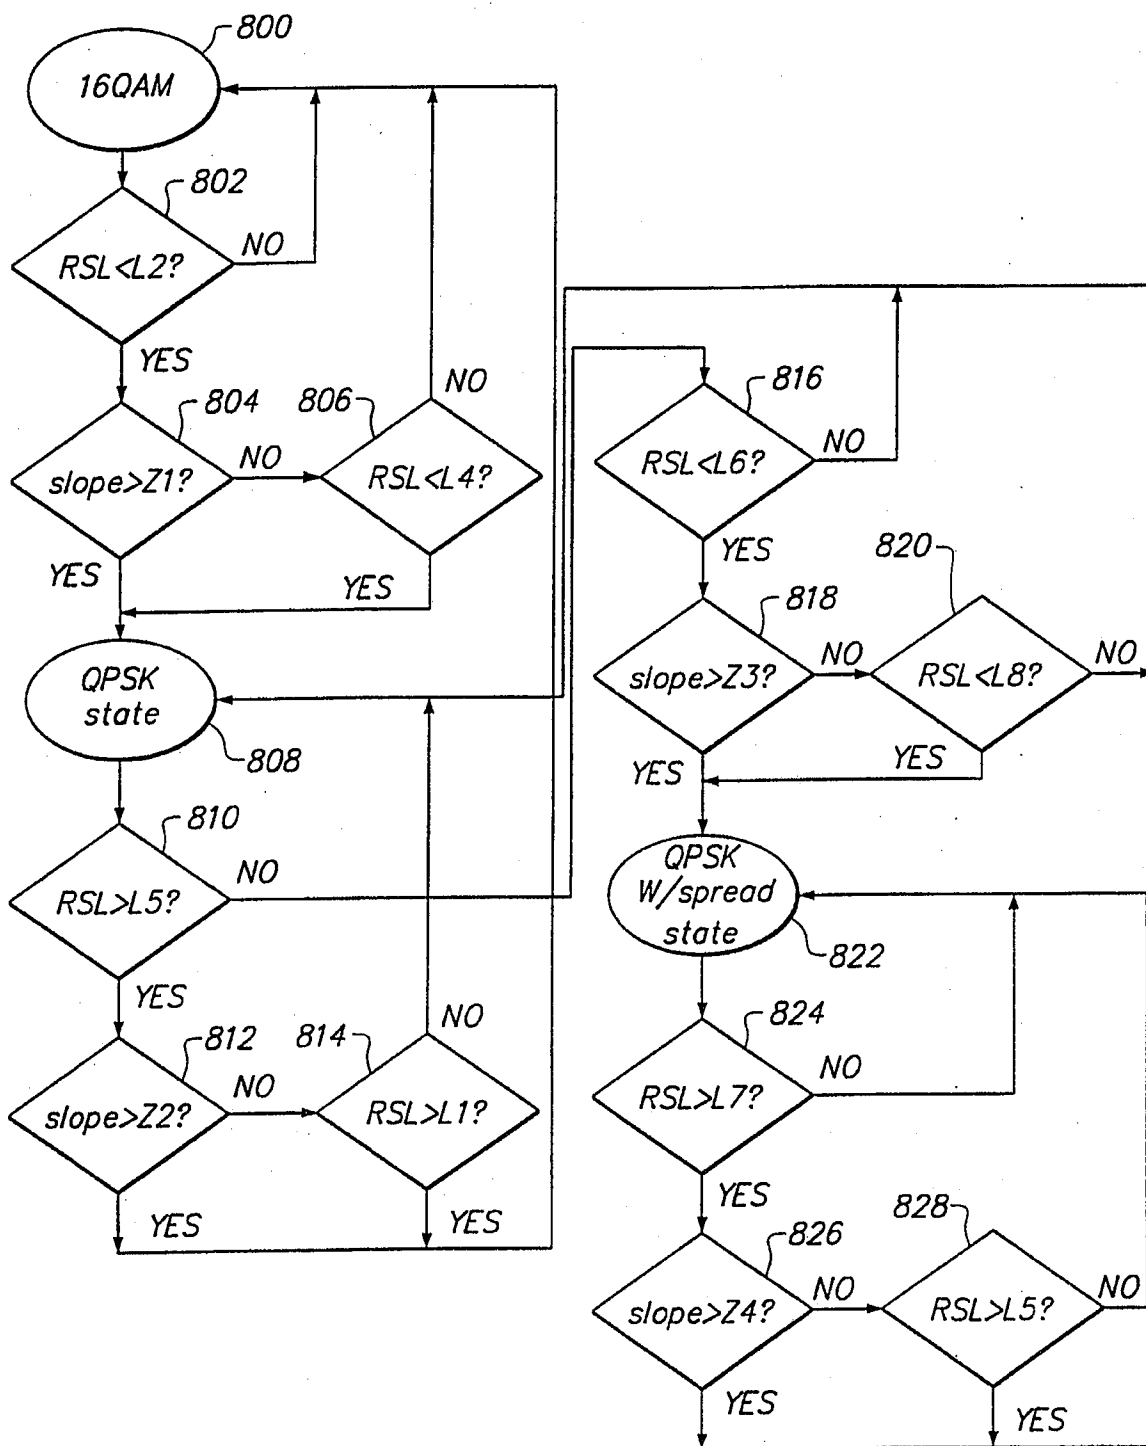 800
16QAM
802
RSL<L2?
NO
YES
804
slope>Z1?
NO
806
RSL<L4?
NO
YES
YES
QPSK
state
808
810
RSL>L5?
NO
YES
812
slope>Z2?
NO
814
RSL>L1?
NO
YES
YES
816
RSL<L6?
NO
YES
818
slope>Z3?
NO
820
RSL<L8?
NO
YES
YES
QPSK
W/spread
state
822
824
RSL>L7?
NO
YES
826
slope>Z4?
NO
828
RSL>L5?
NO
YES
YES